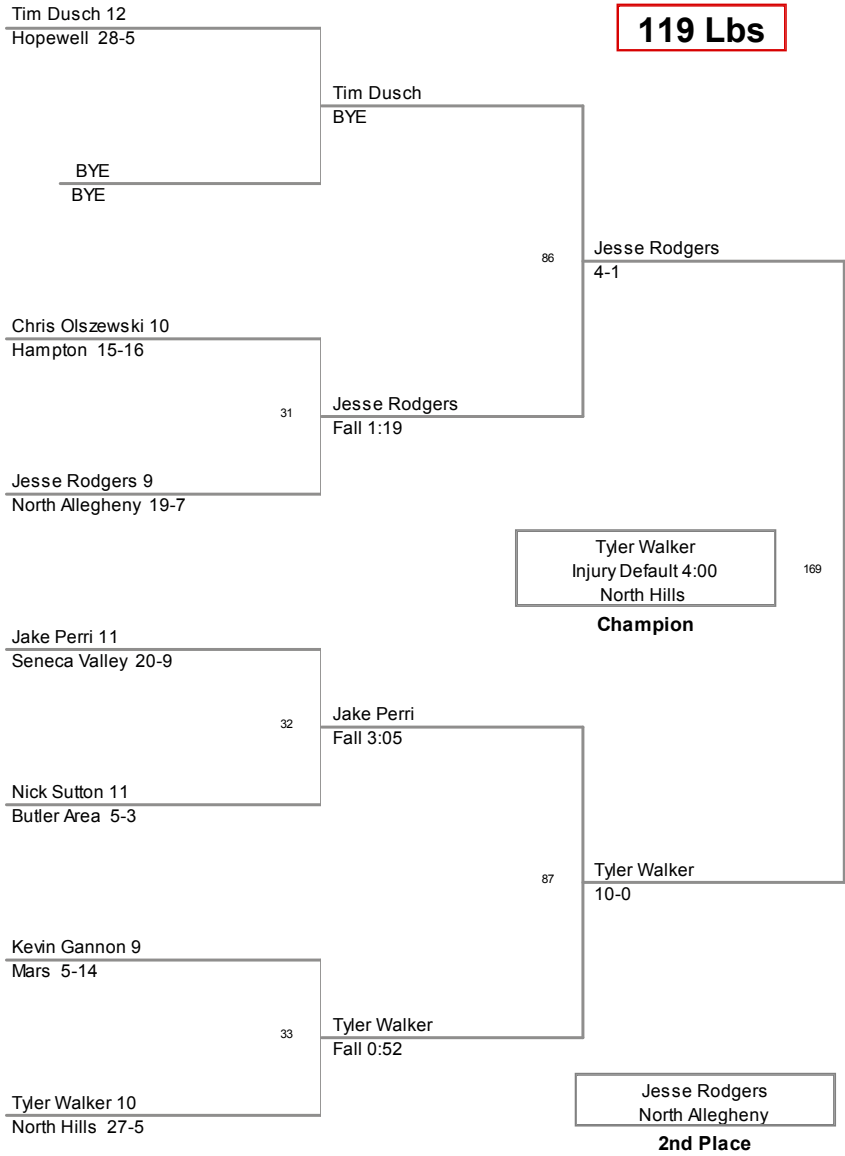 Tim Dusch 12
Hopewell 28-5
119 Lbs
Tim Dusch
BYE
BYE
BYE
86
Jesse Rodgers
4-1
Chris Olszewski 10
Hampton 15-16
31
Jesse Rodgers
Fall 1:19
Jesse Rodgers 9
North Allegheny 19-7
Tyler Walker
Injury Default 4:00
North Hills
169
Champion
Jake Perri 11
Seneca Valley 20-9
32
Jake Perri
Fall 3:05
Nick Sutton 11
Butler Area 5-3
87
Tyler Walker
10-0
Kevin Gannon 9
Mars 5-14
33
Tyler Walker
Fall 0:52
Tyler Walker 10
North Hills 27-5
Jesse Rodgers
North Allegheny
2nd Place